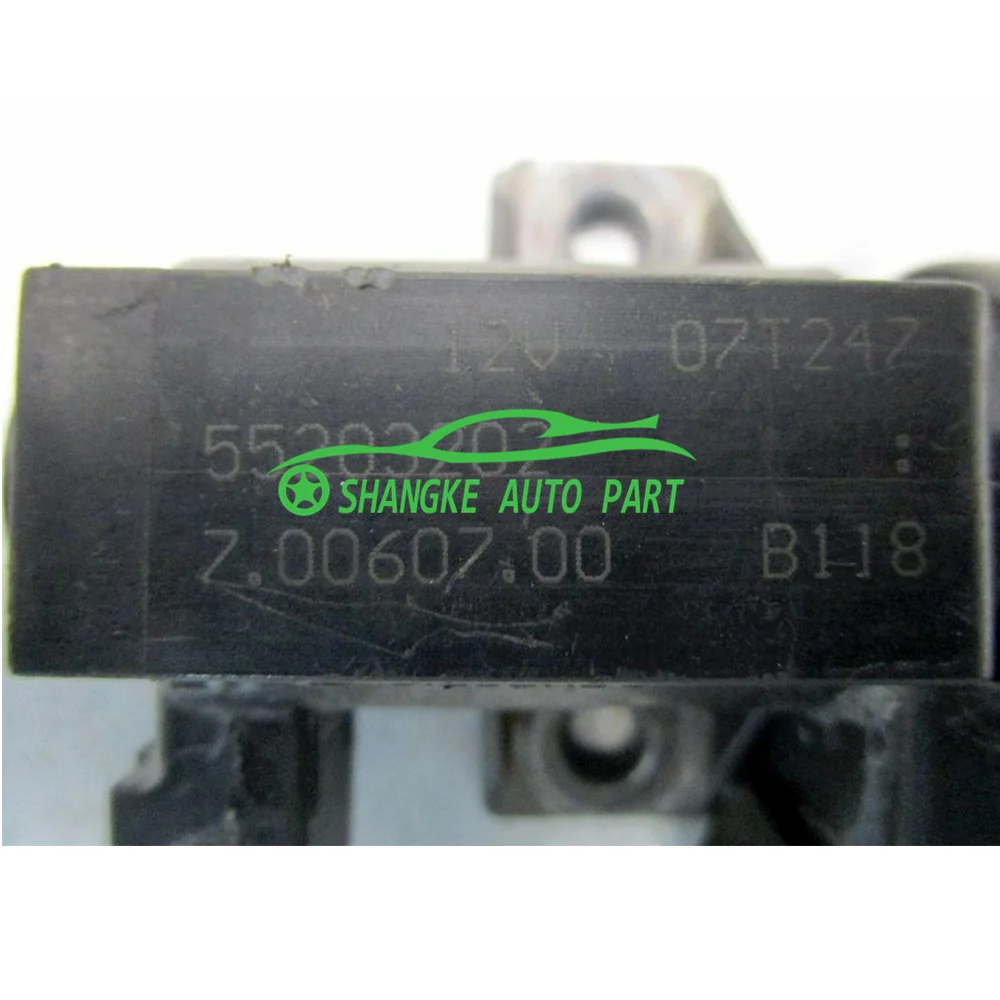 12V 07T24Z
55203202 :
SHANGKE AUTO PART
Z.00607.00 B118